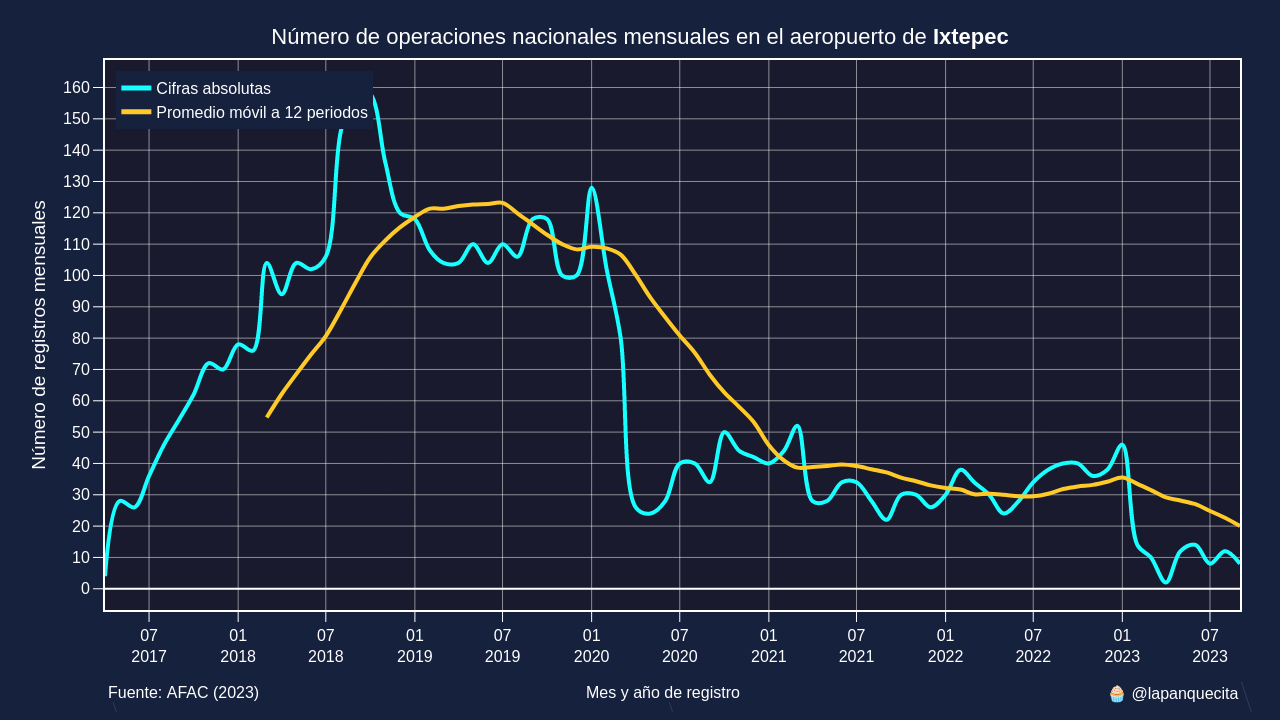 Número de operaciones nacionales mensuales en el aeropuerto de Ixtepec
Cifras absolutas
Promedio móvil a 12 periodos
Número de registros mensuales
160
150
140
130
120
110
100
90
80
70
60
50
40
30
20
10
0
07 01 07 01 07 01 07 01 07 01 07 01 07
2017 2018 2018 2019 2019 2020 2020 2021 2021 2022 2022 2023 2023
Fuente: AFAC (2023) Mes y año de registro 🧁 @lapanquecita